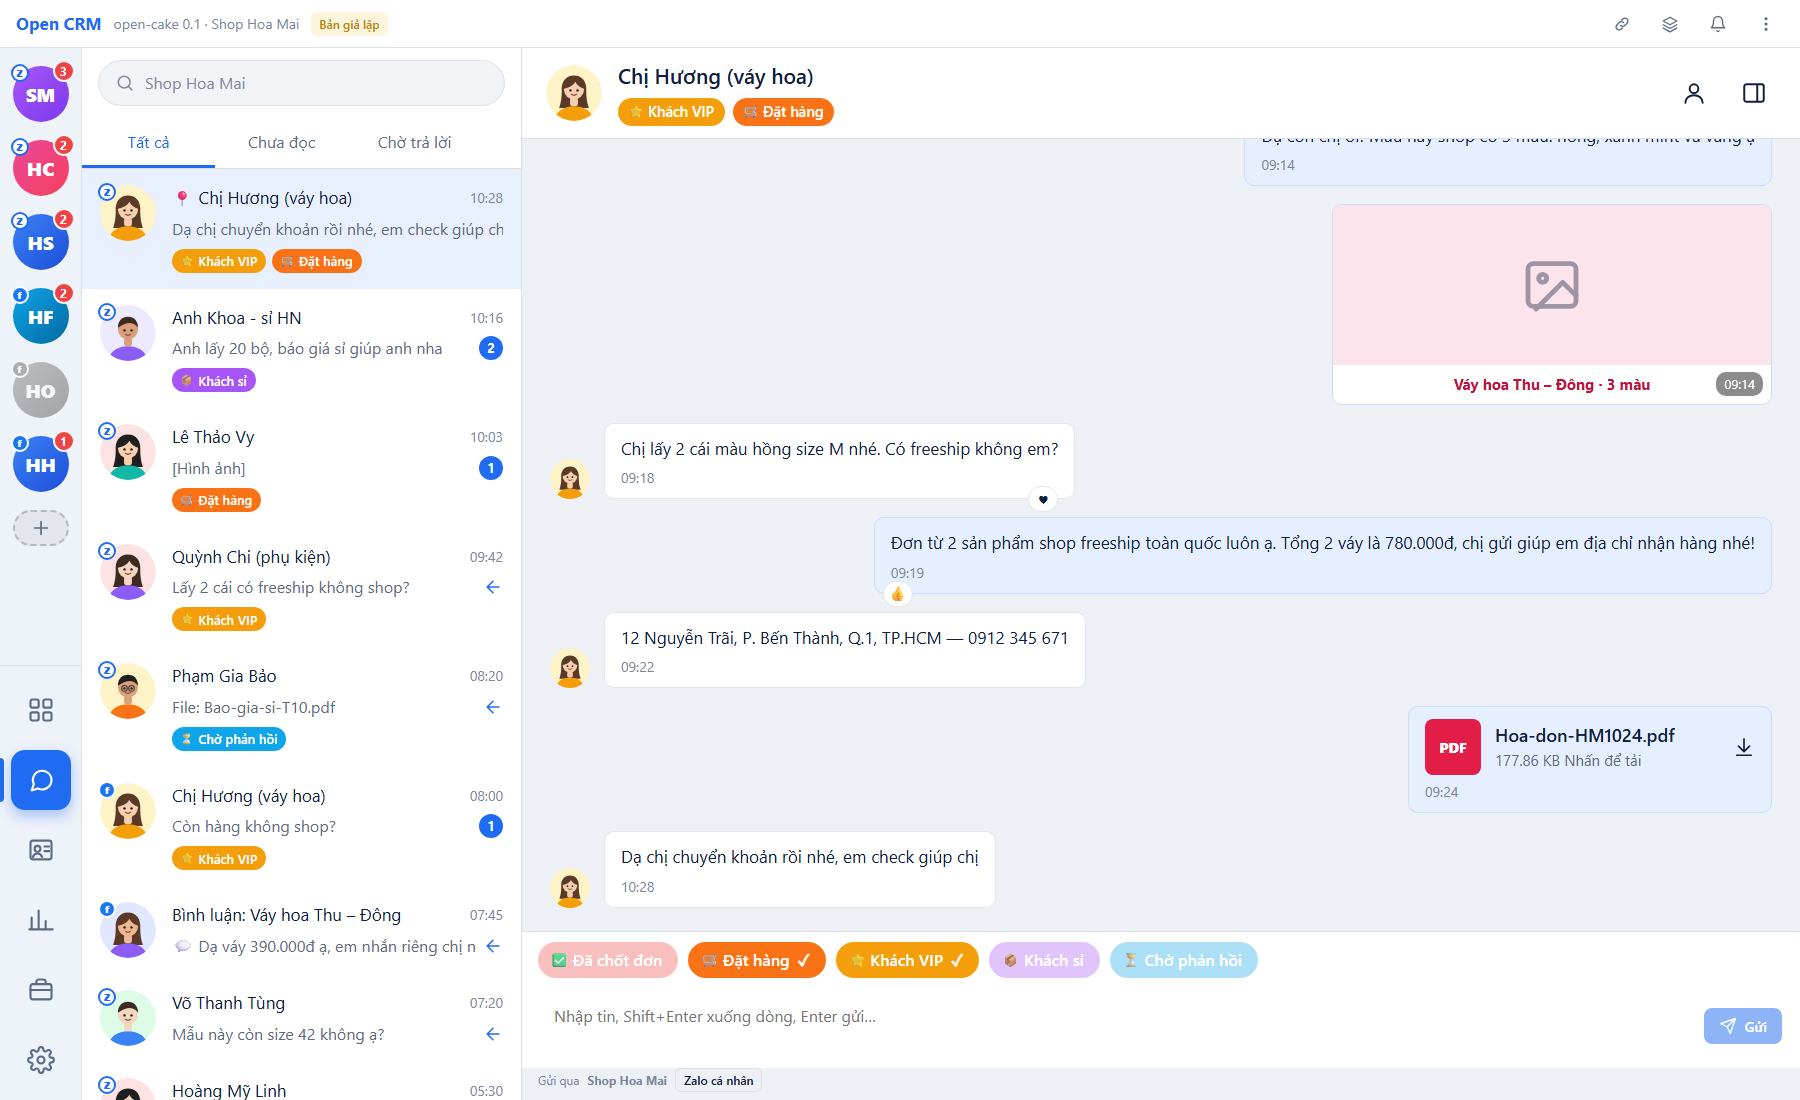 Open CRM open-cake 0.1 · Shop Hoa Mai Bản giả lập
SM 3
HC 2
HS 2
HF 2
HO
HH 1
Shop Hoa Mai
Tất cả Chưa đọc Chờ trả lời
Chị Hương (váy hoa) 10:28
Dạ chị chuyển khoản rồi nhé, em check giúp ch
Khách VIP Đặt hàng
Anh Khoa - sỉ HN 10:16
Anh lấy 20 bộ, báo giá sỉ giúp anh nha 2
Khách sỉ
Lê Thảo Vy 10:03
[Hình ảnh] 1
Đặt hàng
Quỳnh Chi (phụ kiện) 09:42
Lấy 2 cái có freeship không shop?
Khách VIP
Phạm Gia Bảo 08:20
File: Bao-gia-si-T10.pdf
Chờ phản hồi
Chị Hương (váy hoa) 08:00
Còn hàng không shop? 1
Khách VIP
Bình luận: Váy hoa Thu – Đông 07:45
Dạ váy 390.000đ ạ, em nhắn riêng chị n
Võ Thanh Tùng 07:20
Mẫu này còn size 42 không ạ?
Hoàng Mỹ Linh 05:30
Chị Hương (váy hoa)
Khách VIP Đặt hàng
09:14
Váy hoa Thu – Đông · 3 màu 09:14
Chị lấy 2 cái màu hồng size M nhé. Có freeship không em?
09:18
Đơn từ 2 sản phẩm shop freeship toàn quốc luôn ạ. Tổng 2 váy là 780.000đ, chị gửi giúp em địa chỉ nhận hàng nhé!
09:19
12 Nguyễn Trãi, P. Bến Thành, Q.1, TP.HCM — 0912 345 671
09:22
PDF Hoa-don-HM1024.pdf
177.86 KB Nhấn để tải
09:24
Dạ chị chuyển khoản rồi nhé, em check giúp chị
10:28
Đã chốt đơn Đặt hàng ✓ Khách VIP ✓ Khách sỉ Chờ phản hồi
Nhập tin, Shift+Enter xuống dòng, Enter gửi...
Gửi
Gửi qua Shop Hoa Mai Zalo cá nhân